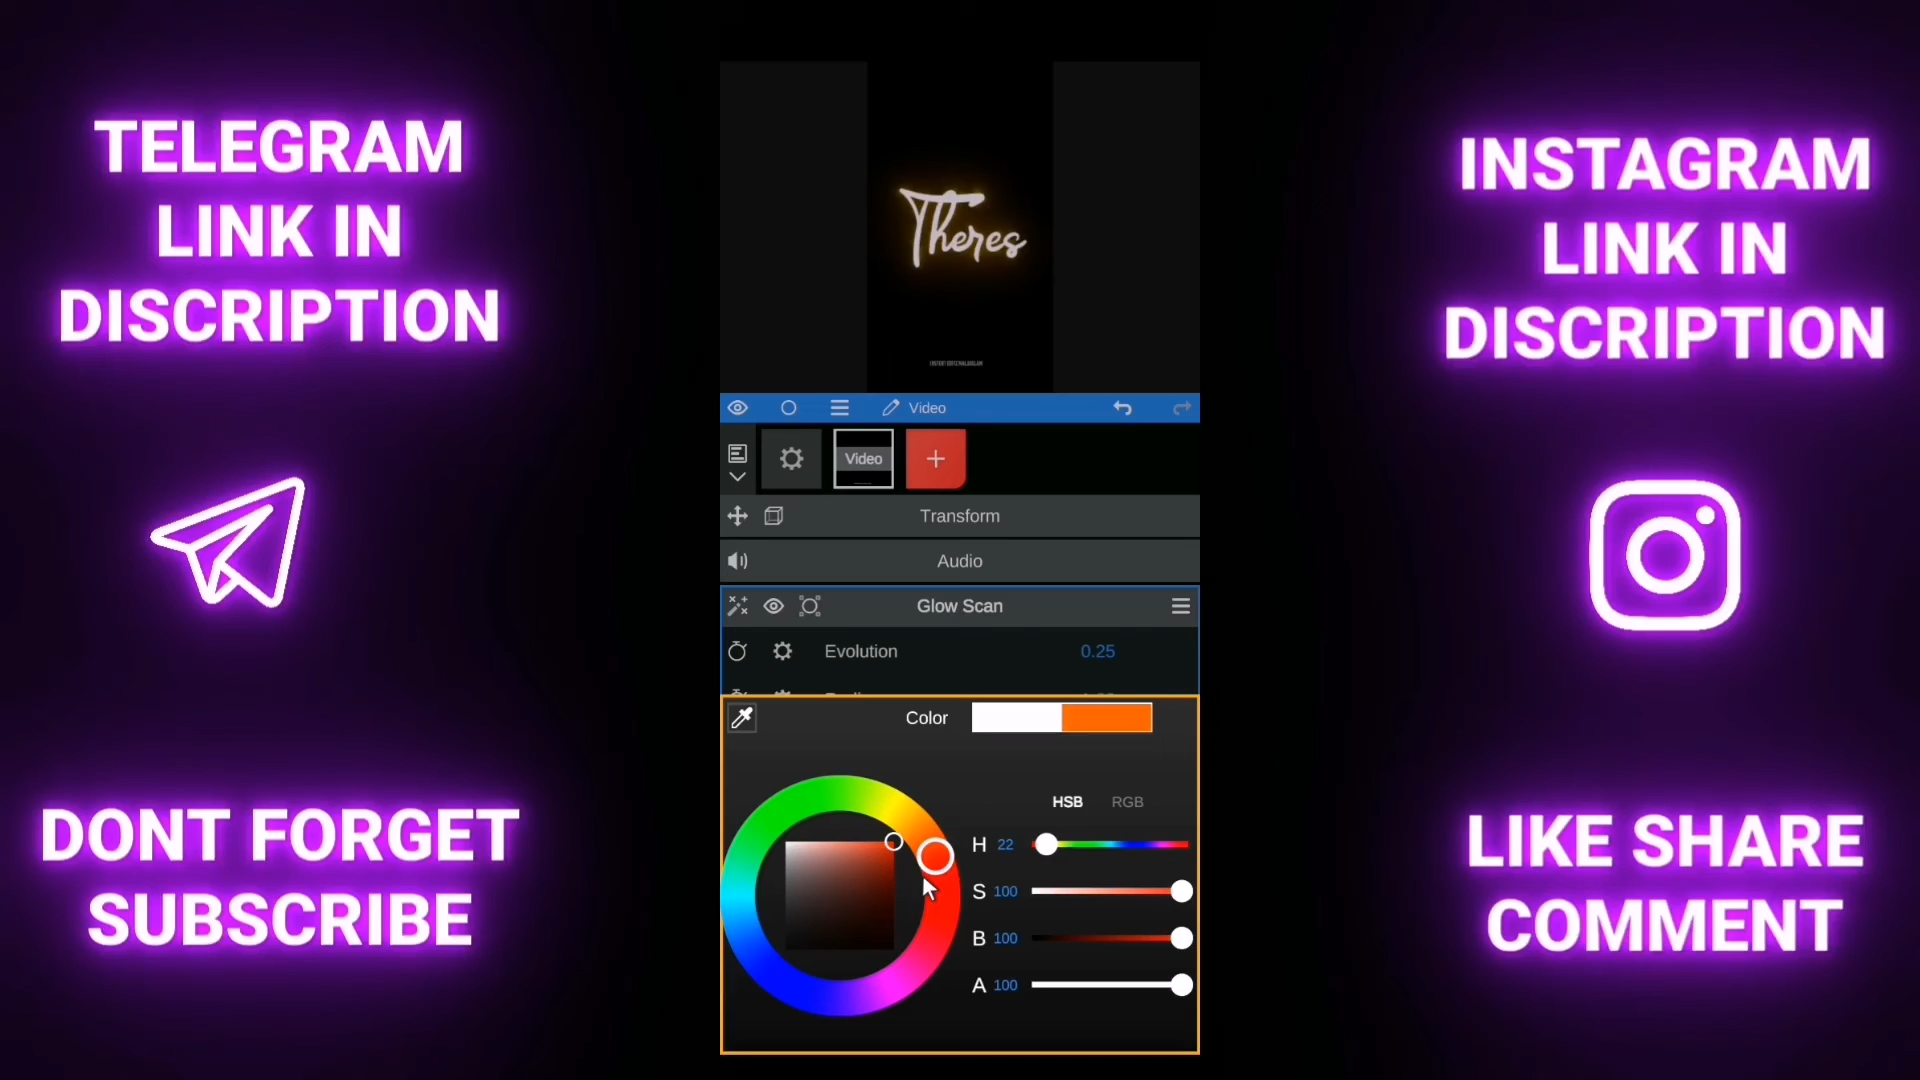 TELEGRAM
LINK IN
DISCRIPTION
DONT FORGET
SUBSCRIBE
Theres
Video
Video
Transform
Audio
Glow Scan
Evolution 0.25
Color
HSB RGB
H 22
S 100
B 100
A 100
INSTAGRAM
LINK IN
DISCRIPTION
LIKE SHARE
COMMENT